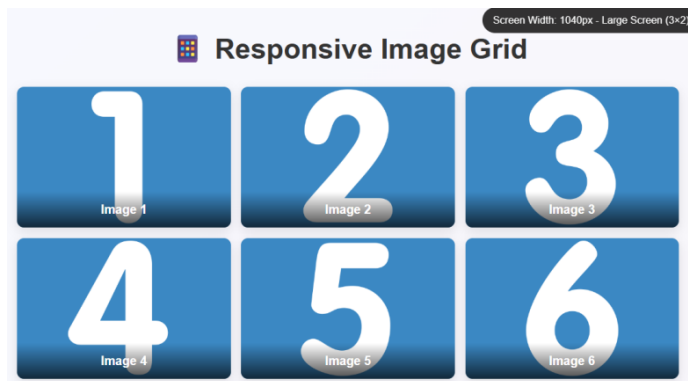 Screen Width: 1040px - Large Screen (3×2)
Responsive Image Grid
1 2 3
Image 1 Image 2 Image 3
4 5 6
Image 4 Image 5 Image 6